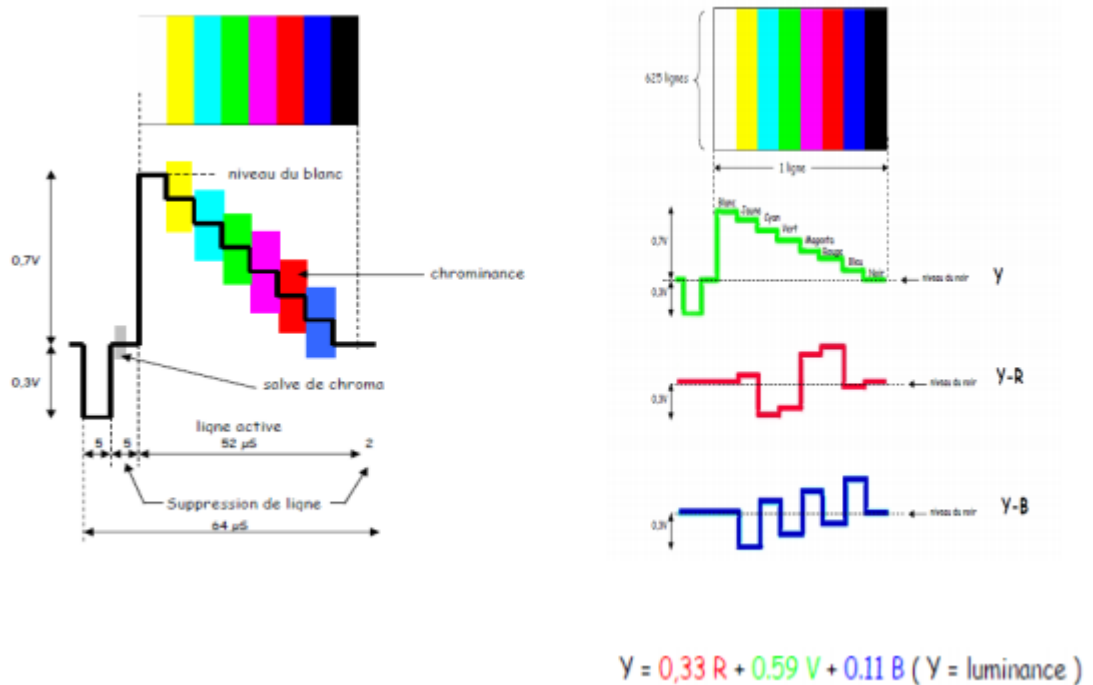 niveau du blanc
0,7V
chrominance
0,3V
salve de chroma
ligne active
5
5
52 µS
2
Suppression de ligne
64 µS
625 lignes
1 ligne
Blanc
Jaune
Cyan
Vert
Magenta
Rouge
Bleu
Noir
0,7V
niveau du noir
Y
0,3V
niveau du noir
Y-R
0,3V
niveau du noir
Y-B
0,3V
Y = 0,33 R + 0.59 V + 0.11 B ( Y = luminance )